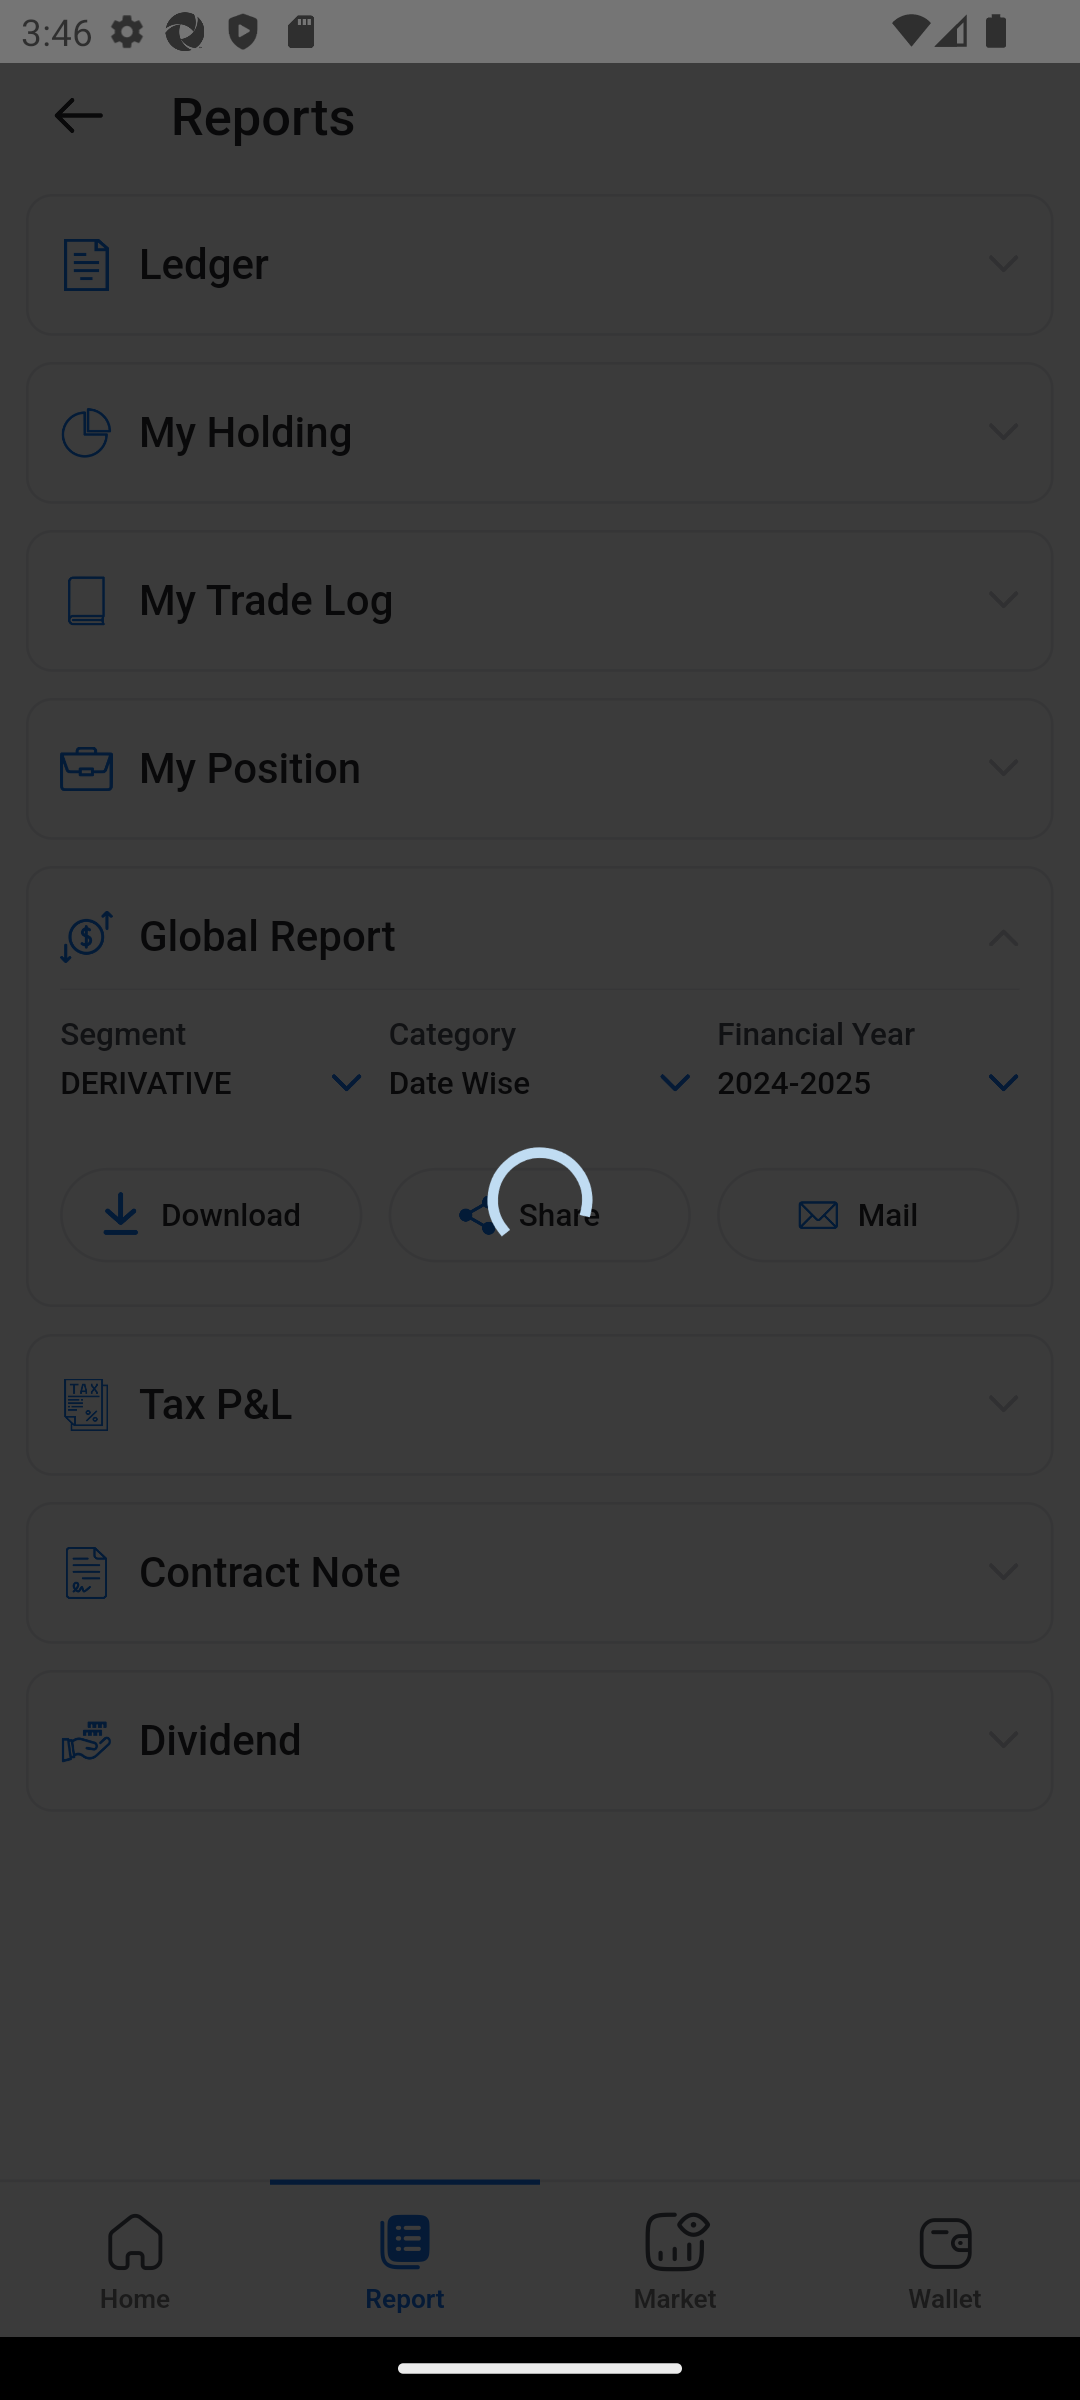 3:46
Reports
Ledger
My Holding
My Trade Log
My Position
Global Report
Segment Category Financial Year
DERIVATIVE Date Wise 2024-2025
Download Share Mail
TAX
Tax P&L
Contract Note
Dividend
Home Report Market Wallet